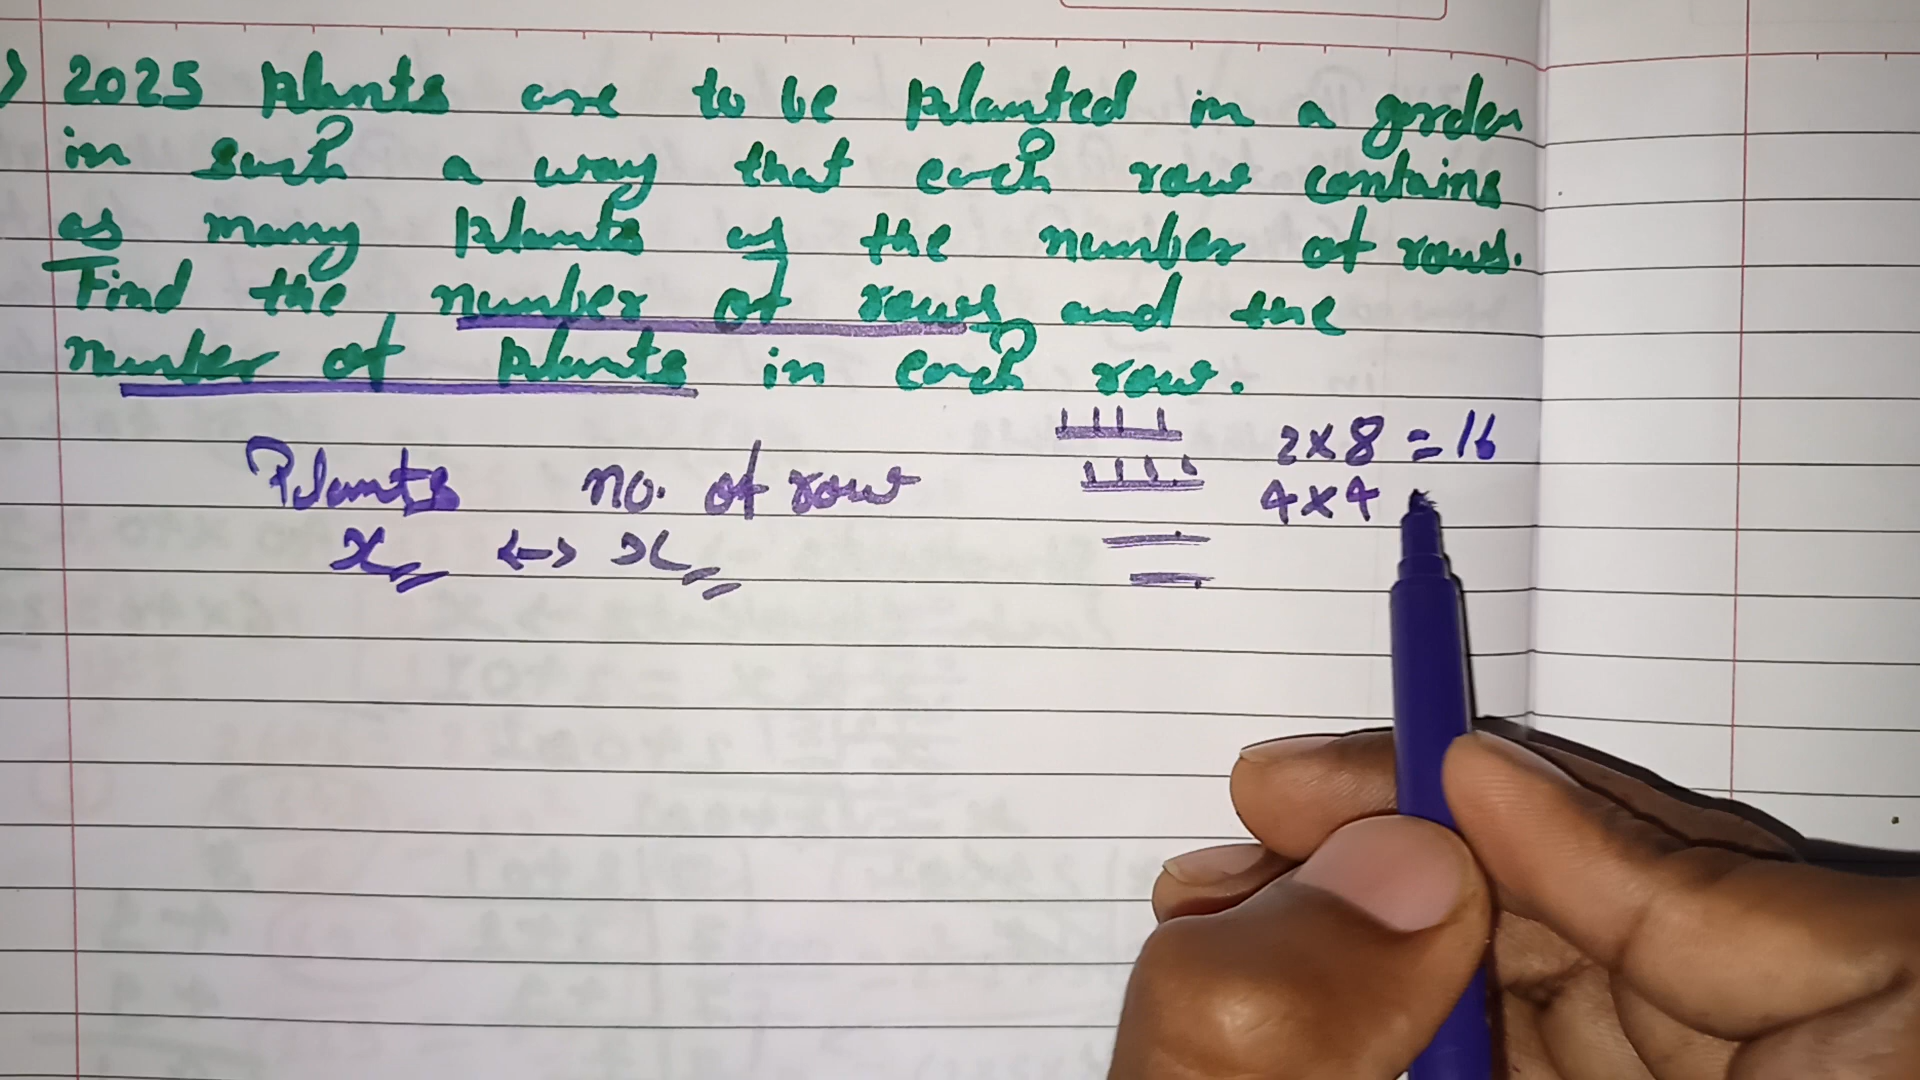 2025 plants are to be planted in a garden
in such a way that each row contains
as many plants as the number of rows.
Find the number of rows and the
number of plants in each row.
Plants no. of row
x ↔ x
2×8 = 16
4×4